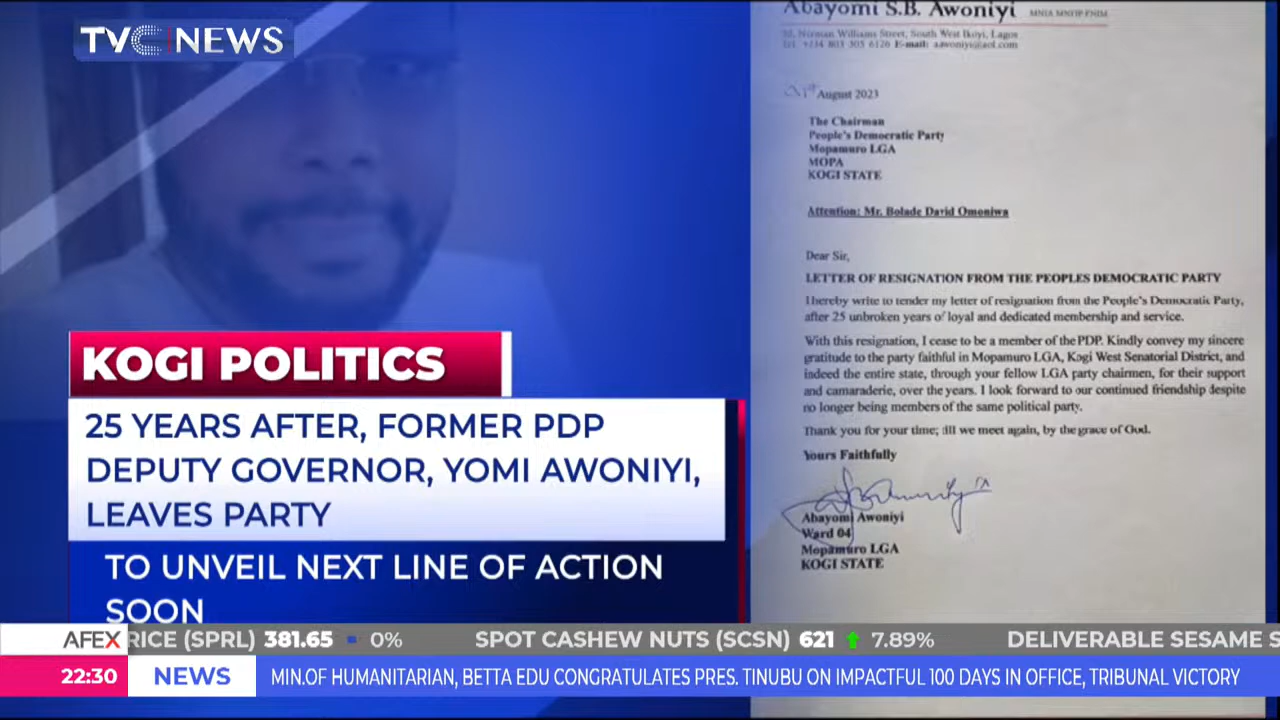 TVC NEWS
KOGI POLITICS
25 YEARS AFTER, FORMER PDP
DEPUTY GOVERNOR, YOMI AWONIYI,
LEAVES PARTY
TO UNVEIL NEXT LINE OF ACTION
SOON
Abayomi S.B. Awoniyi
Norman Williams Street, South West Ikoyi, Lagos
August 2023
The Chairman
People's Democratic Party
Mopamuro LGA
MOPA
KOGI STATE
Attention: Mr. Bolade David Omoniwa
Dear Sir,
LETTER OF RESIGNATION FROM THE PEOPLES DEMOCRATIC PARTY
I hereby write to tender my letter of resignation from the People's Democratic Party,
after 25 unbroken years of loyal and dedicated membership and service.
With this resignation, I cease to be a member of the PDP. Kindly convey my sincere
gratitude to the party faithful in Mopamuro LGA, Kogi West Senatorial District, and
indeed the entire state, through your fellow LGA party chairmen, for their support
and camaraderie, over the years. I look forward to our continued friendship despite
no longer being members of the same political party.
Thank you for your time; till we meet again, by the grace of God.
Yours Faithfully
Abayomi Awoniyi
Ward 04
Mopamuro LGA
KOGI STATE
AFEX RICE (SPRL) 381.65 0% SPOT CASHEW NUTS (SCSN) 621 7.89% DELIVERABLE SESAME S
22:30 NEWS MIN.OF HUMANITARIAN, BETTA EDU CONGRATULATES PRES. TINUBU ON IMPACTFUL 100 DAYS IN OFFICE, TRIBUNAL VICTORY